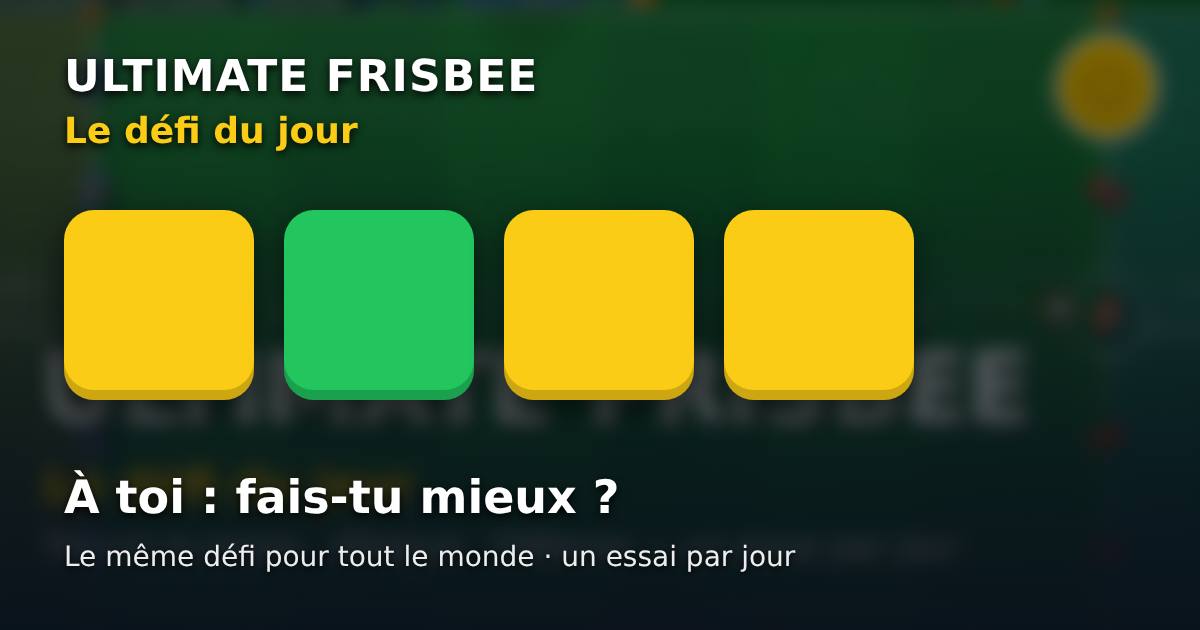 ULTIMATE FRISBEE
Le défi du jour
À toi : fais-tu mieux ?
Le même défi pour tout le monde · un essai par jour